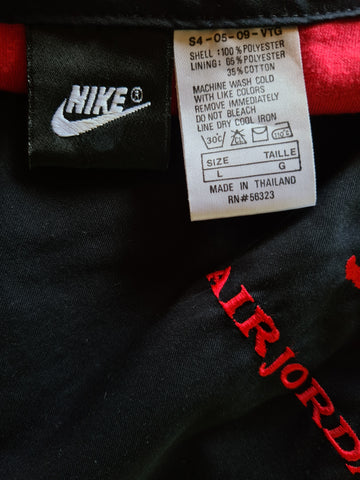 NIKE ®
S4-05-09-VTG
SHELL: 100% POLYESTER
LINING: 65% POLYESTER
35% COTTON
MACHINE WASH COLD
WITH LIKE COLORS
REMOVE IMMEDIATELY
DO NOT BLEACH
LINE DRY COOL IRON
30°C CL 110°C
SIZE TAILLE
L G
MADE IN THAILAND
RN#56323
AIR JORDA